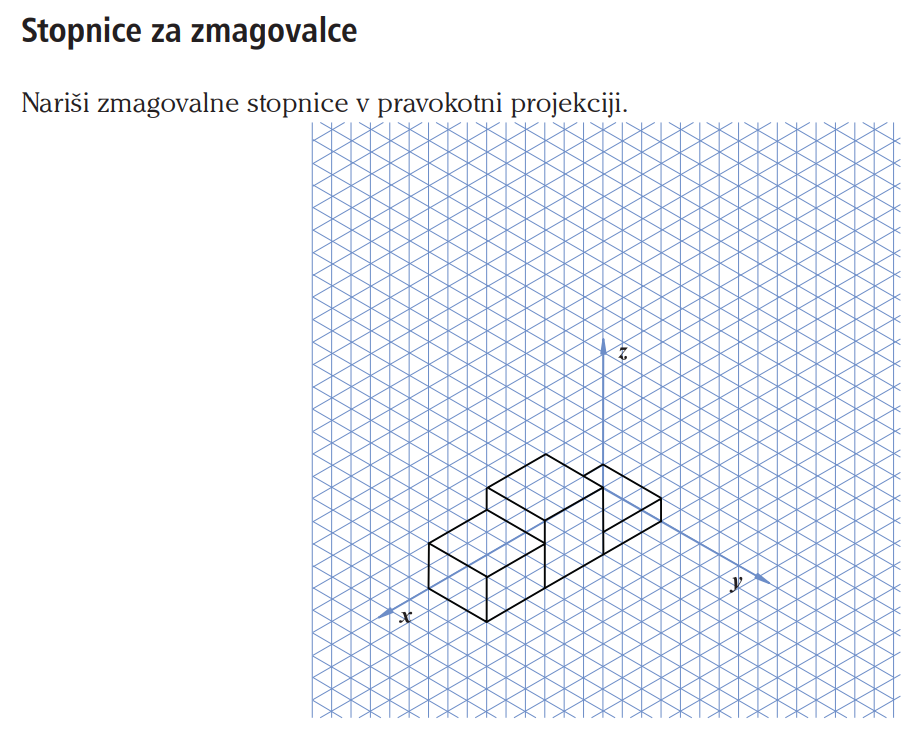 Stopnice za zmagovalce
Nariši zmagovalne stopnice v pravokotni projekciji.
z
y
x